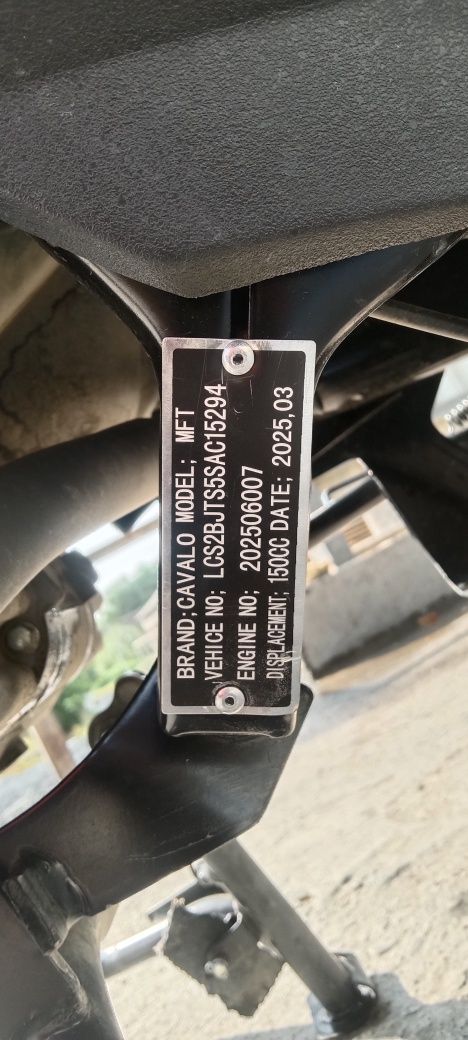 BRAND;CAVALO MODEL; MFT
VEHICE NO; LCS2BJTS5SAC15294
ENGINE NO; 202506007
DISPLACEMENT; 150CC DATE; 2025,03